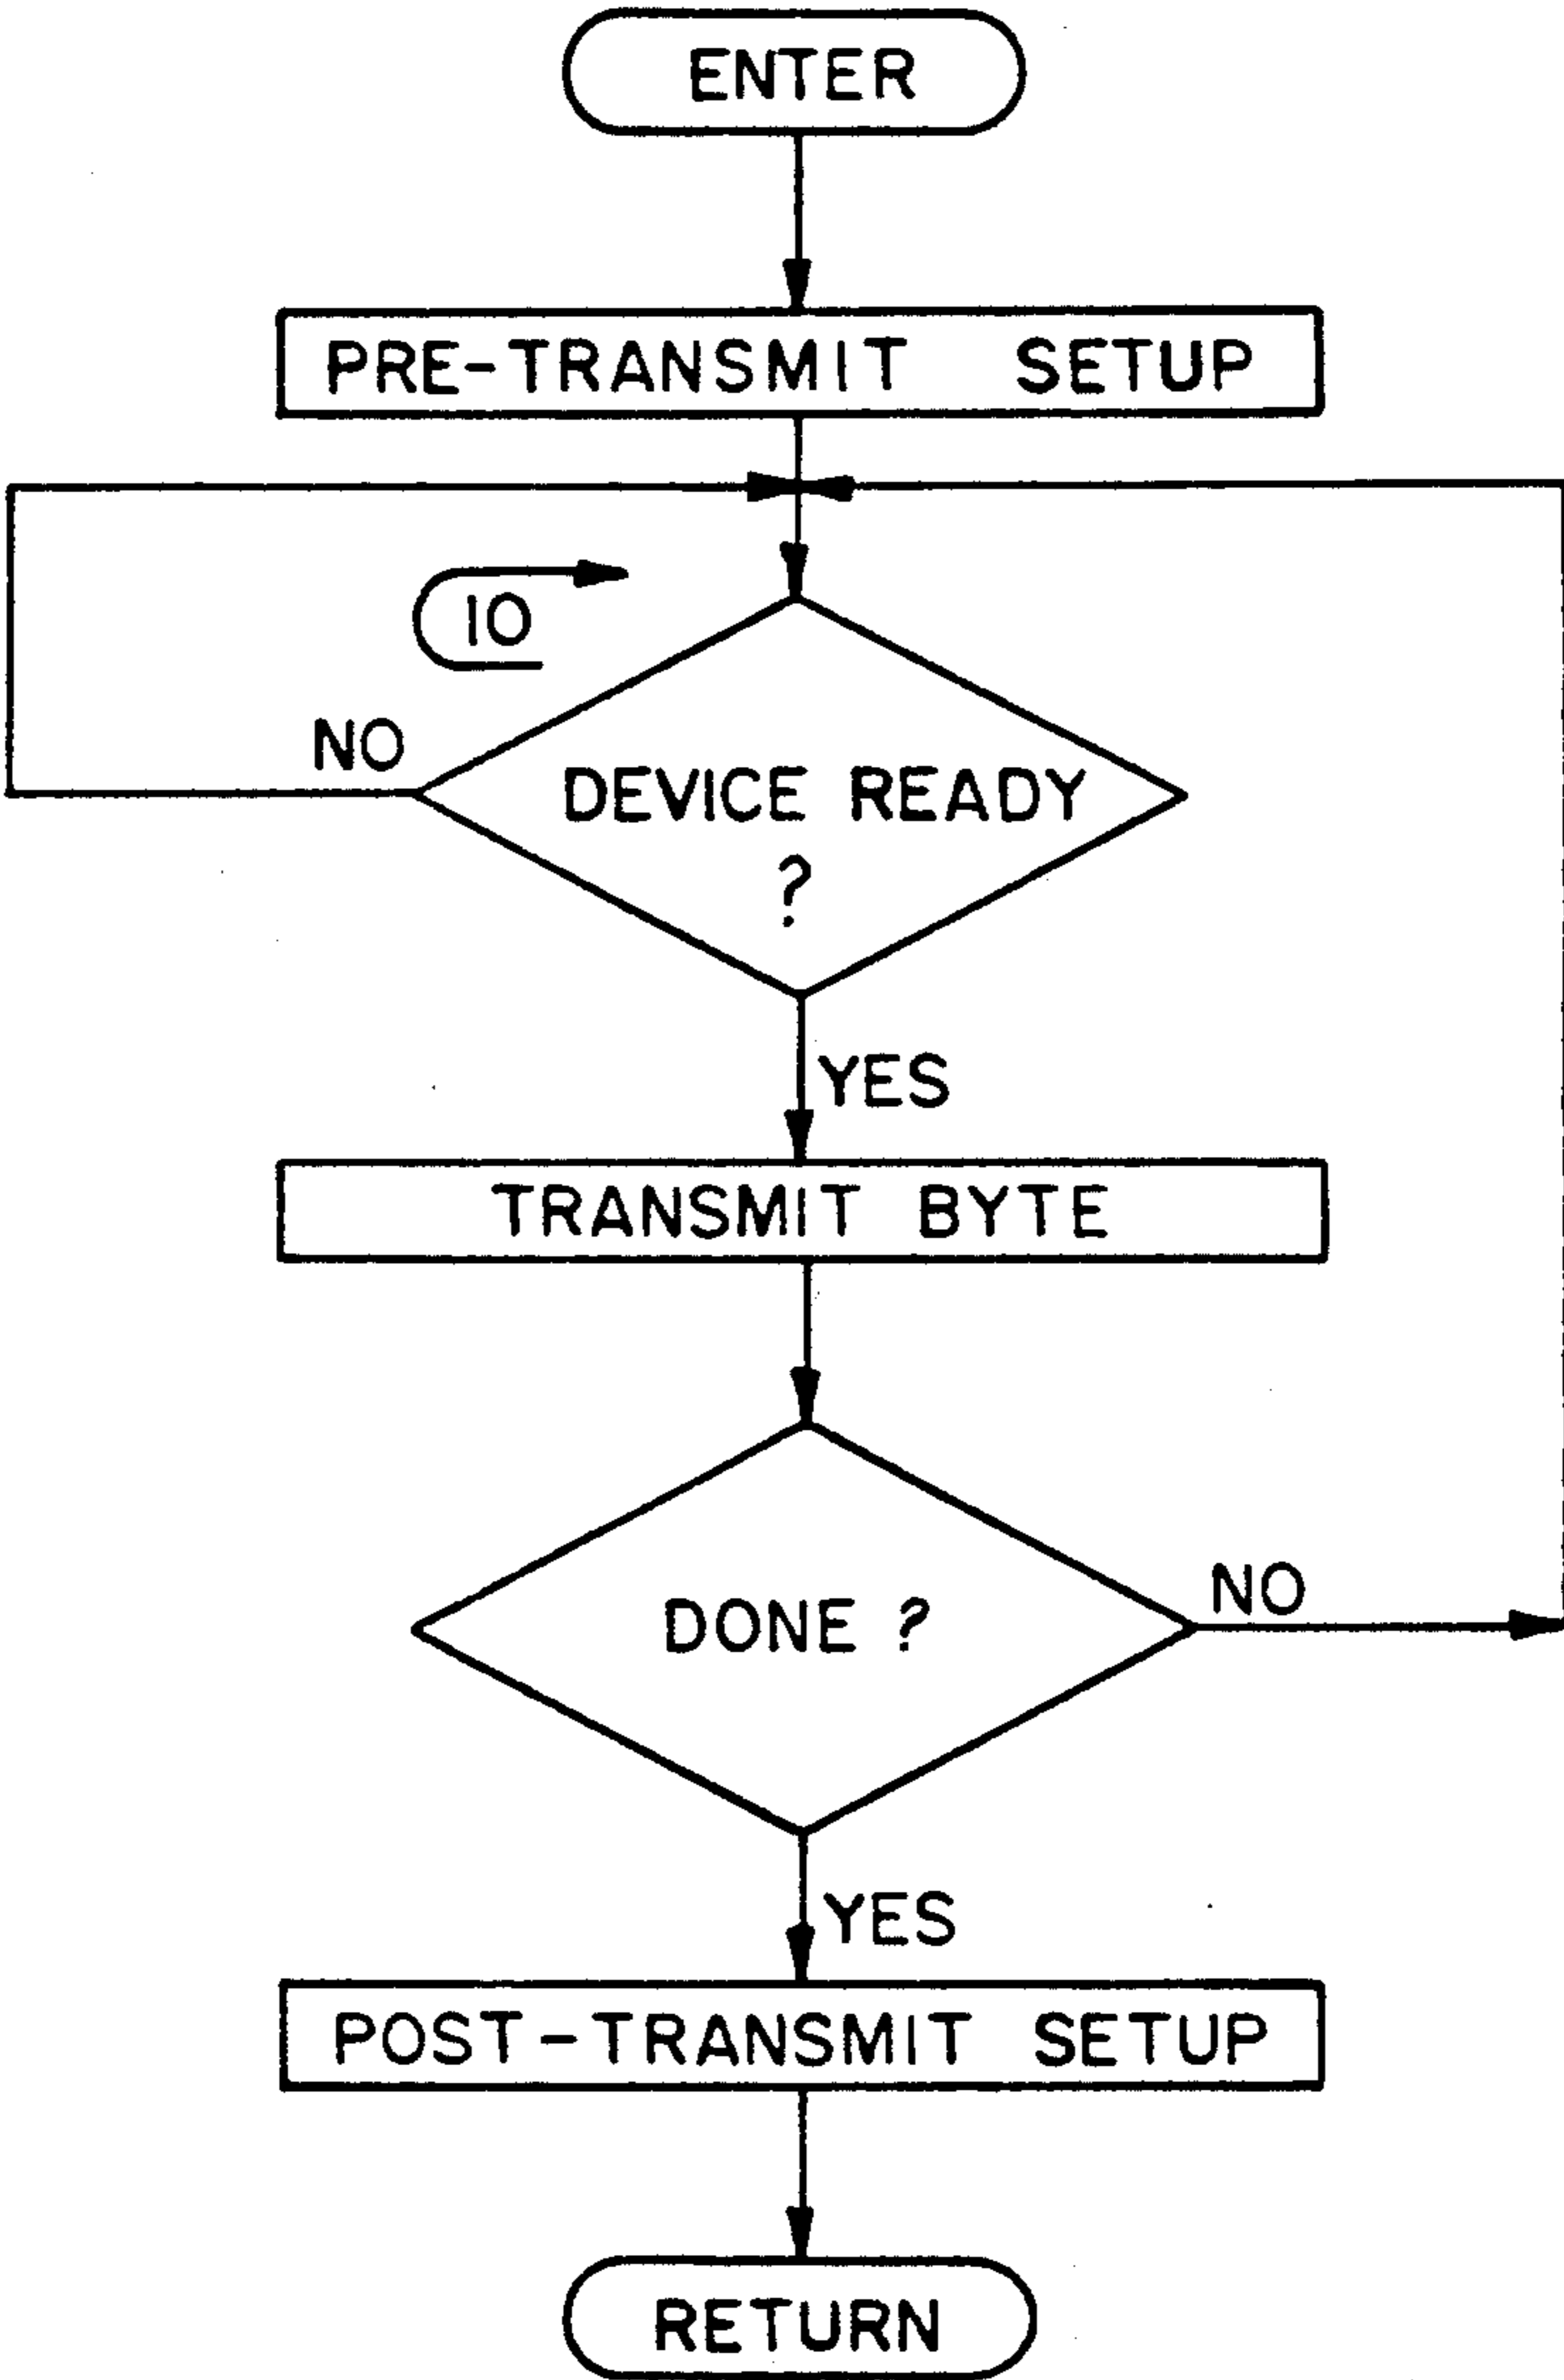 ENTER
PRE-TRANSMIT SETUP
10
NO
DEVICE READY
?
YES
TRANSMIT BYTE
DONE ?
NO
YES
POST-TRANSMIT SETUP
RETURN